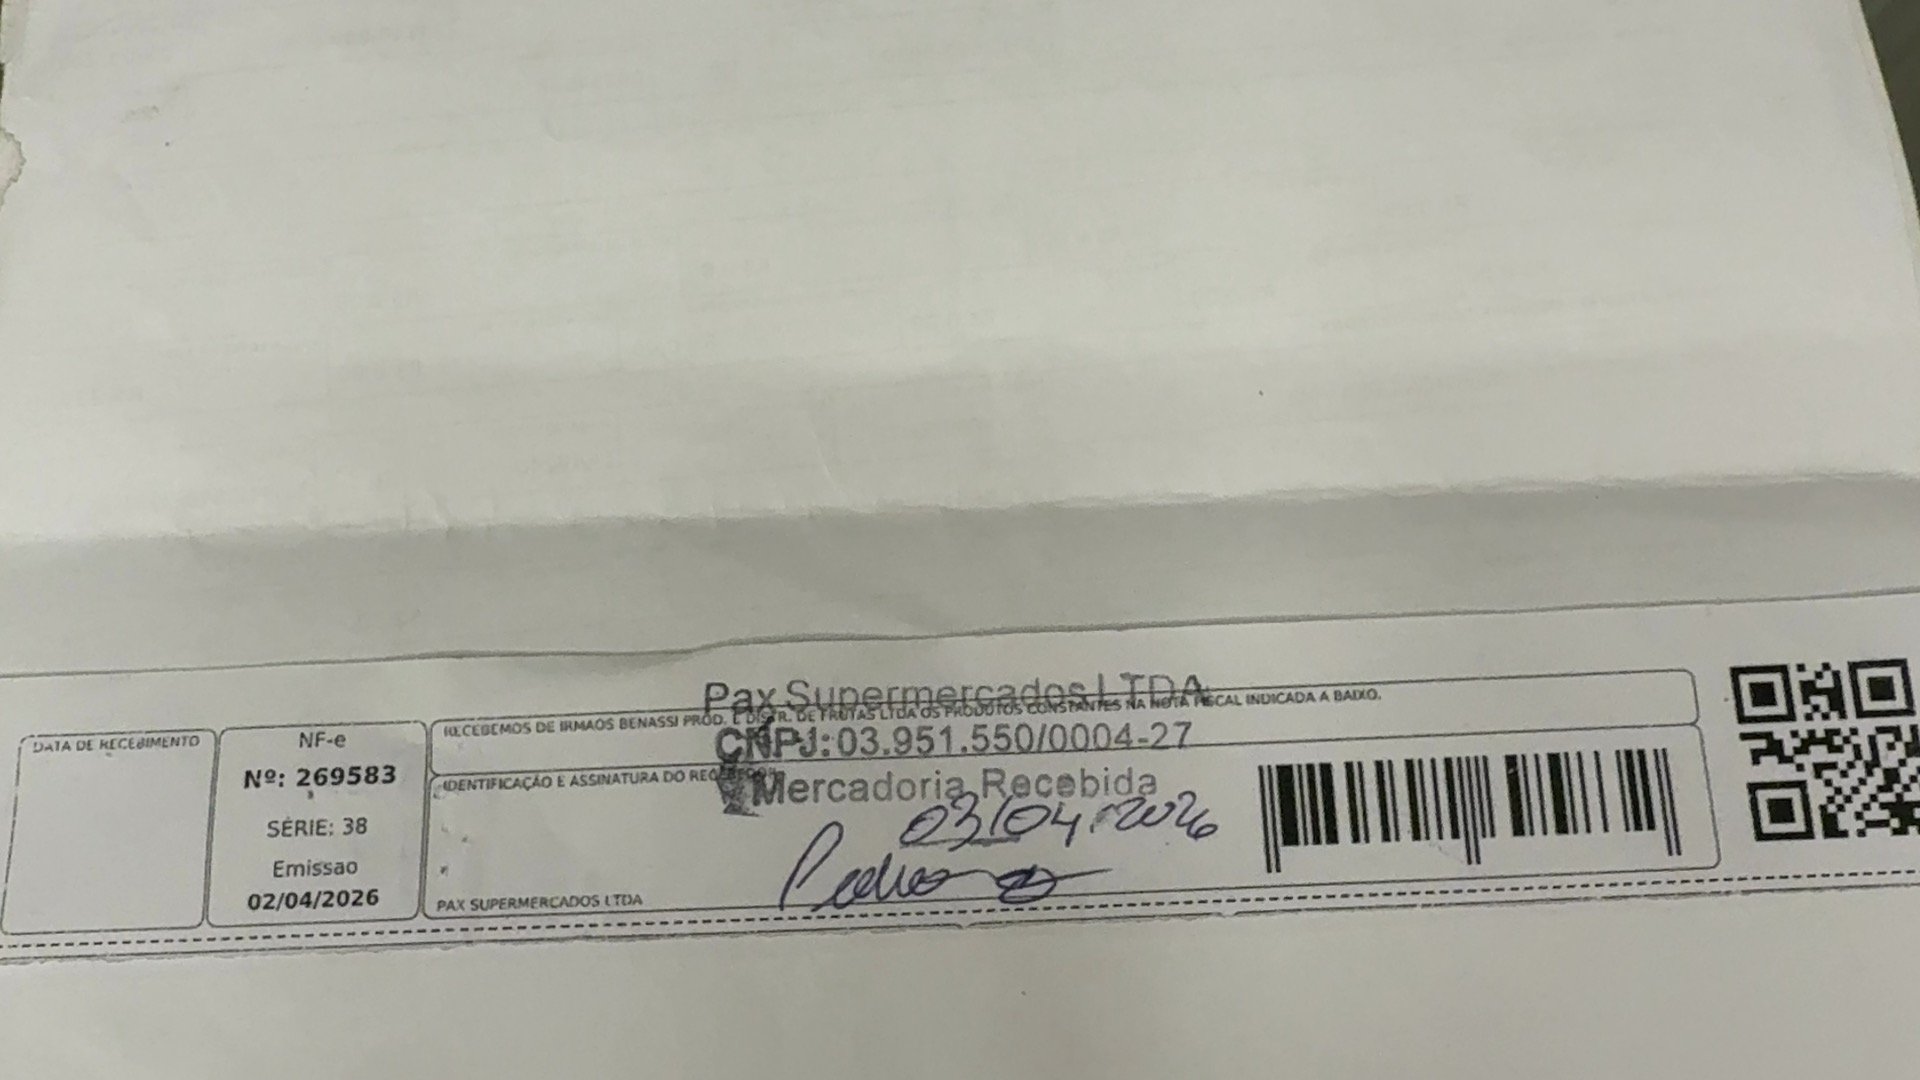 Pax Supermercados LTDA
RECEBEMOS DE IRMAOS BENASSI PROD. E DISTR. DE FRUTAS LTDA OS PRODUTOS CONSTANTES NA NOTA FISCAL INDICADA A BAIXO.
CNPJ: 03.951.550/0004-27
DATA DE RECEBIMENTO
NF-e
Nº: 269583
SÉRIE: 38
Emissao
02/04/2026
IDENTIFICAÇÃO E ASSINATURA DO RECEBEDOR
Mercadoria Recebida
03/04/2026
PAX SUPERMERCADOS LTDA